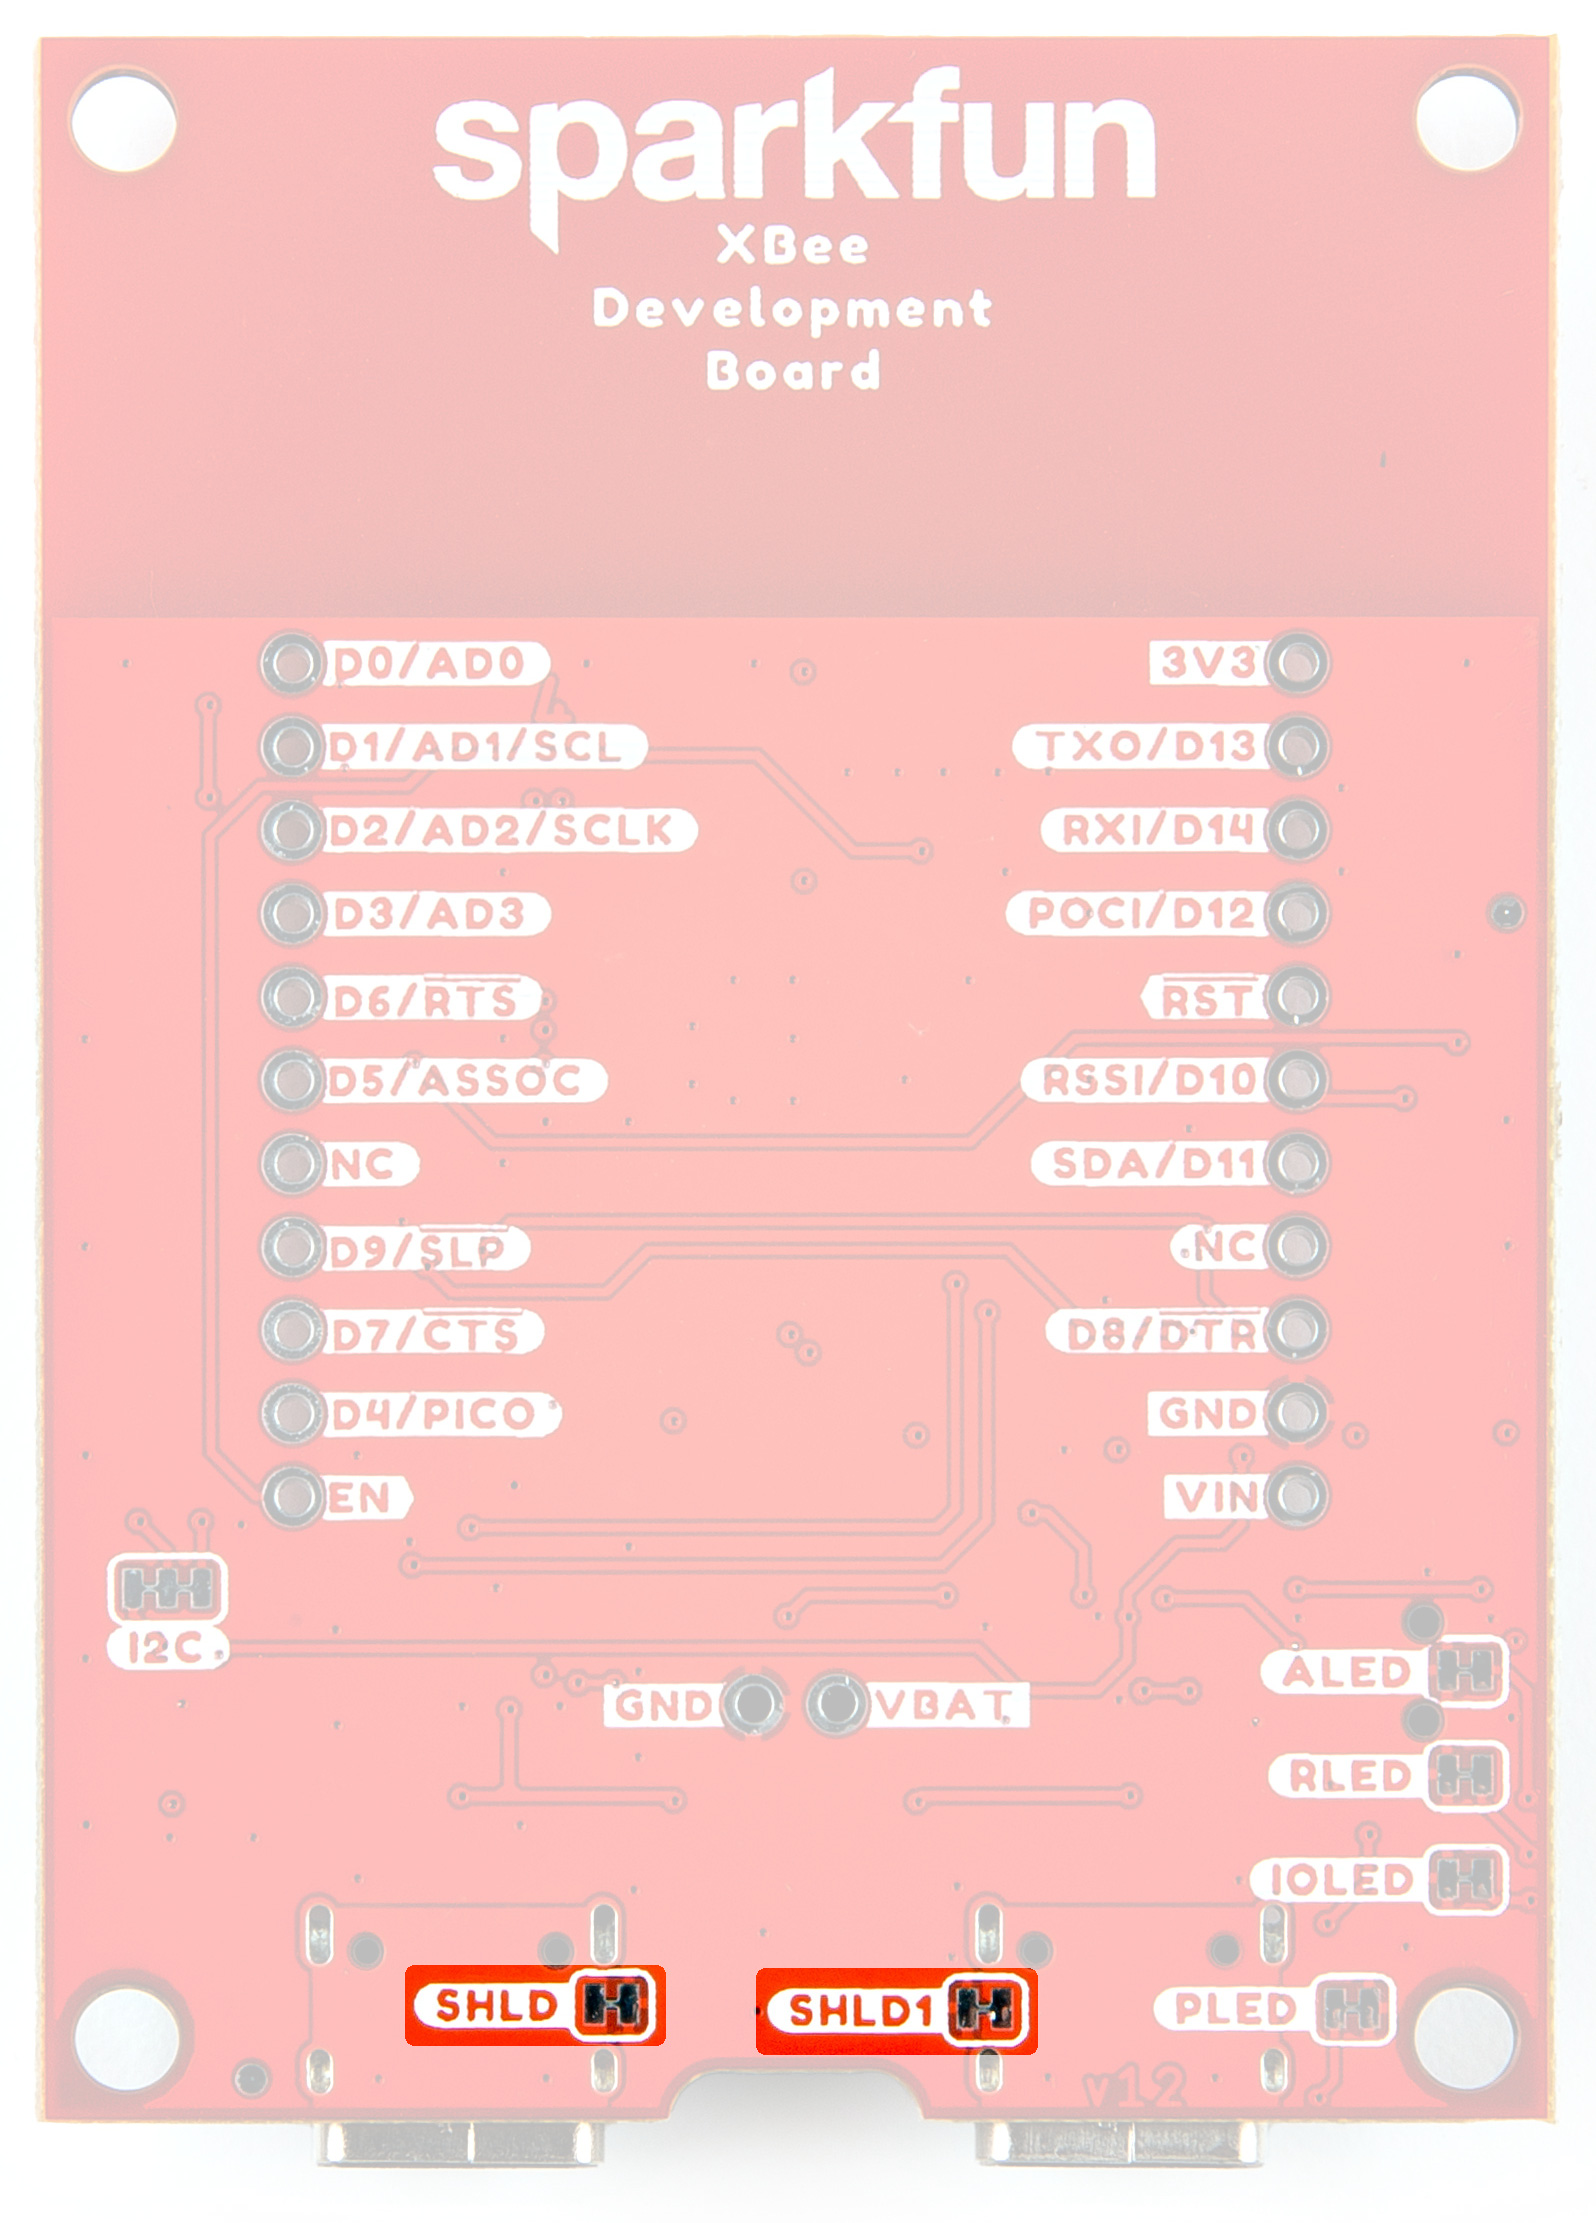 sparkfun
XBee
Development
Board
D0/AD0
3V3
D1/AD1/SCL
TXO/D13
D2/AD2/SCLK
RXI/D14
D3/AD3
POCI/D12
D6/RTS
RST
D5/ASSOC
RSSI/D10
NC
SDA/D11
D9/SLP
NC
D7/CTS
D8/DTR
D4/PICO
GND
EN
VIN
I2C
ALED
GND
VBAT
RLED
IOLED
SHLD
SHLD1
PLED
v12